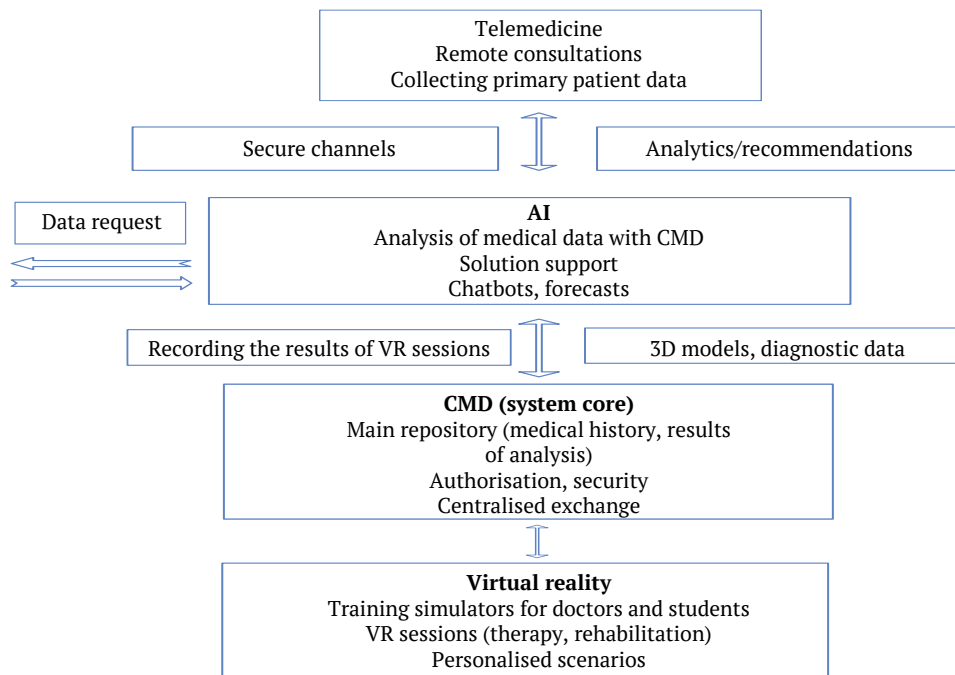 Telemedicine
Remote consultations
Collecting primary patient data
Secure channels
Analytics/recommendations
Data request
AI
Analysis of medical data with CMD
Solution support
Chatbots, forecasts
Recording the results of VR sessions
3D models, diagnostic data
CMD (system core)
Main repository (medical history, results
of analysis)
Authorisation, security
Centralised exchange
Virtual reality
Training simulators for doctors and students
VR sessions (therapy, rehabilitation)
Personalised scenarios